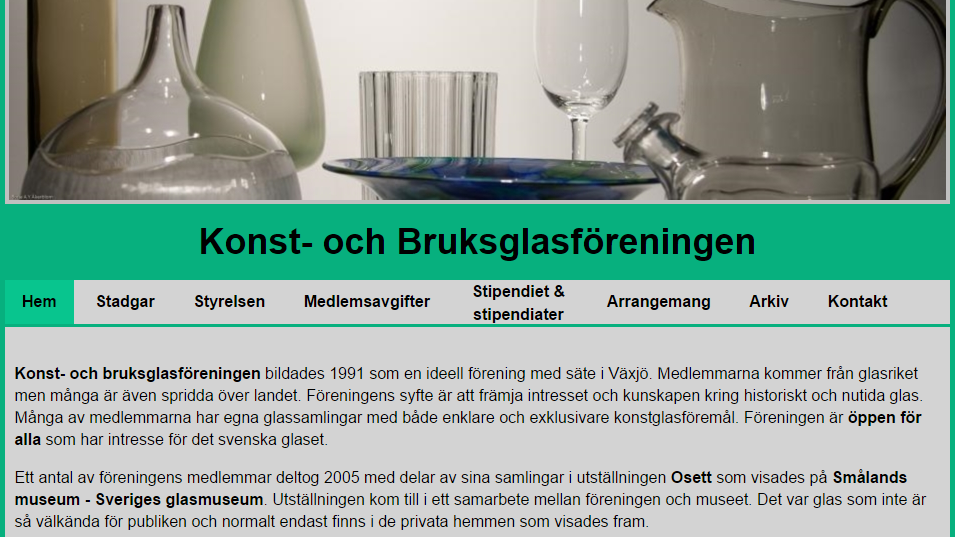 Konst- och Bruksglasföreningen
Hem
Stadgar
Styrelsen
Medlemsavgifter
Stipendiet &
stipendiater
Arrangemang
Arkiv
Kontakt
Konst- och bruksglasföreningen bildades 1991 som en ideell förening med säte i Växjö. Medlemmarna kommer från glasriket
men många är även spridda över landet. Föreningens syfte är att främja intresset och kunskapen kring historiskt och nutida glas.
Många av medlemmarna har egna glassamlingar med både enklare och exklusivare konstglasföremål. Föreningen är öppen för
alla som har intresse för det svenska glaset.
Ett antal av föreningens medlemmar deltog 2005 med delar av sina samlingar i utställningen Osett som visades på Smålands
museum - Sveriges glasmuseum. Utställningen kom till i ett samarbete mellan föreningen och museet. Det var glas som inte är
så välkända för publiken och normalt endast finns i de privata hemmen som visades fram.